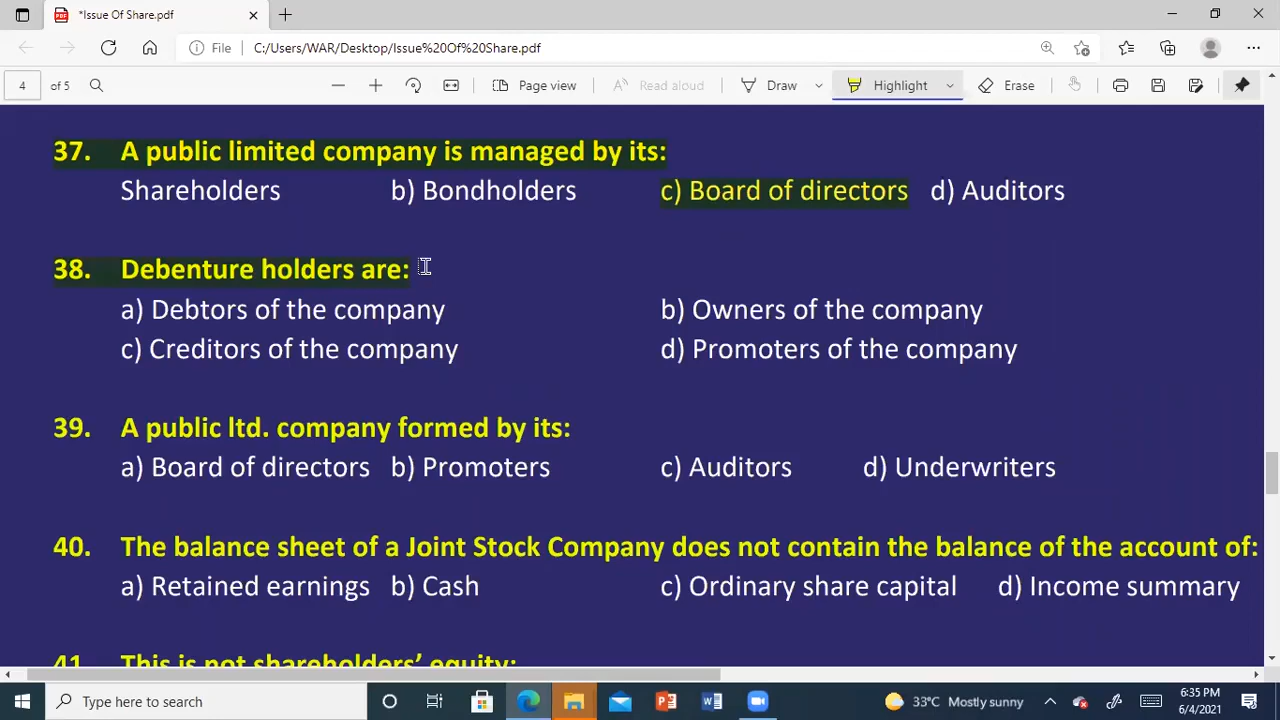 *Issue Of Share.pdf
File C:/Users/WAR/Desktop/Issue%20Of%20Share.pdf
4 of 5 Page view Read aloud Draw Highlight Erase
37. A public limited company is managed by its:
Shareholders b) Bondholders c) Board of directors d) Auditors
38. Debenture holders are:
a) Debtors of the company b) Owners of the company
c) Creditors of the company d) Promoters of the company
39. A public ltd. company formed by its:
a) Board of directors b) Promoters c) Auditors d) Underwriters
40. The balance sheet of a Joint Stock Company does not contain the balance of the account of:
a) Retained earnings b) Cash c) Ordinary share capital d) Income summary
41. This is not shareholders’ equity:
Type here to search 33°C Mostly sunny 6:35 PM
6/4/2021